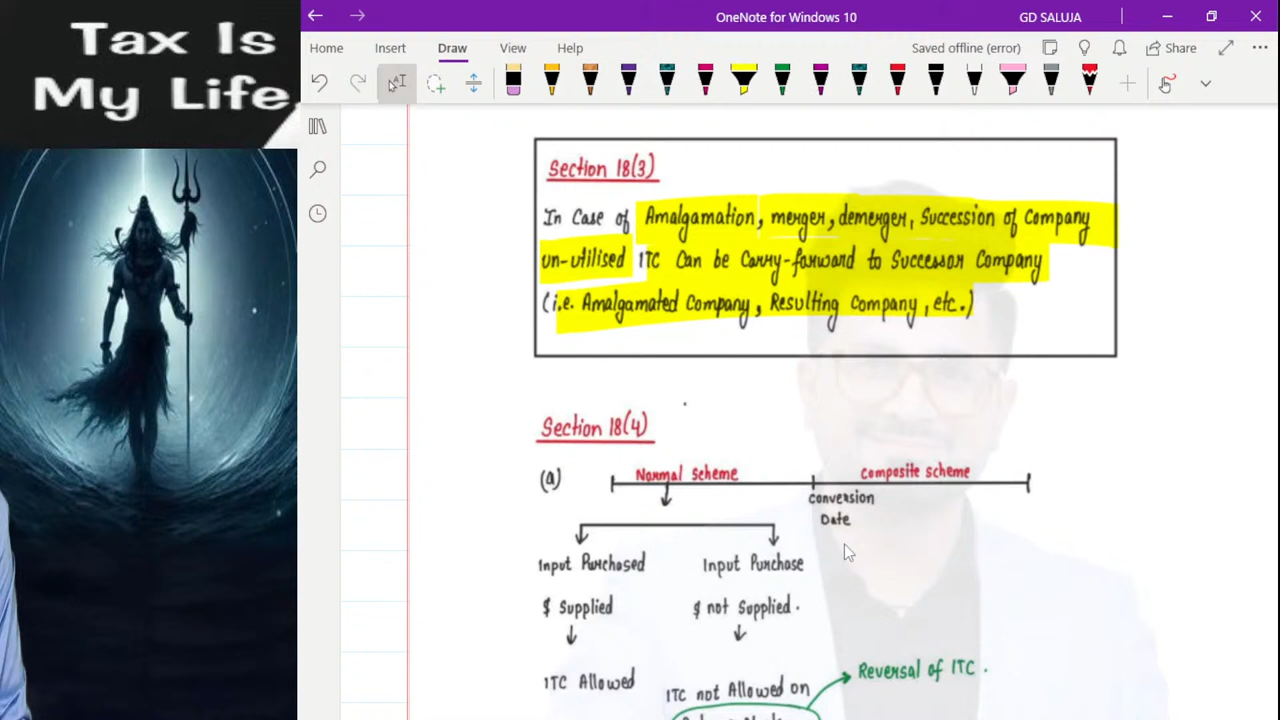 Tax Is
My Life
OneNote for Windows 10
GD SALUJA
Home Insert Draw View Help
Saved offline (error)
Share
Section 18(3)
In Case of Amalgamation, merger, demerger, Succession of Company
un-utilised ITC Can be Carry-forward to Successor Company
(i.e. Amalgamated Company, Resulting Company, etc.)
Section 18(4)
(a)
Normal Scheme
Composite scheme
Conversion
Date
Input Purchased
$ Supplied
ITC Allowed
Input Purchase
$ not Supplied.
ITC not Allowed on
Reversal of ITC.